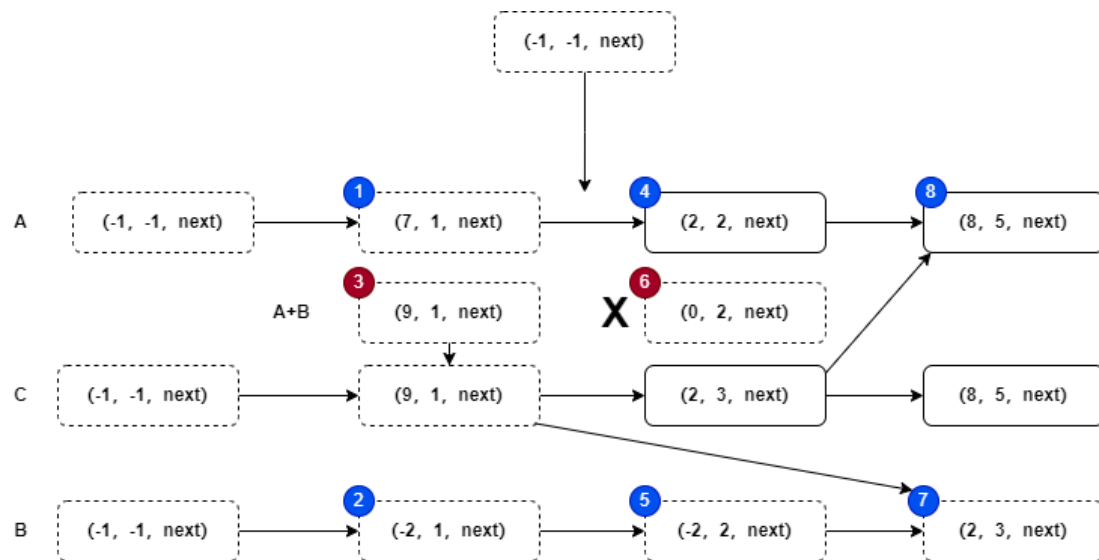 (-1, -1, next)
1
4
8
A
(-1, -1, next)
(7, 1, next)
(2, 2, next)
(8, 5, next)
3
6
A+B
(9, 1, next)
X
(0, 2, next)
C
(-1, -1, next)
(9, 1, next)
(2, 3, next)
(8, 5, next)
2
5
7
B
(-1, -1, next)
(-2, 1, next)
(-2, 2, next)
(2, 3, next)